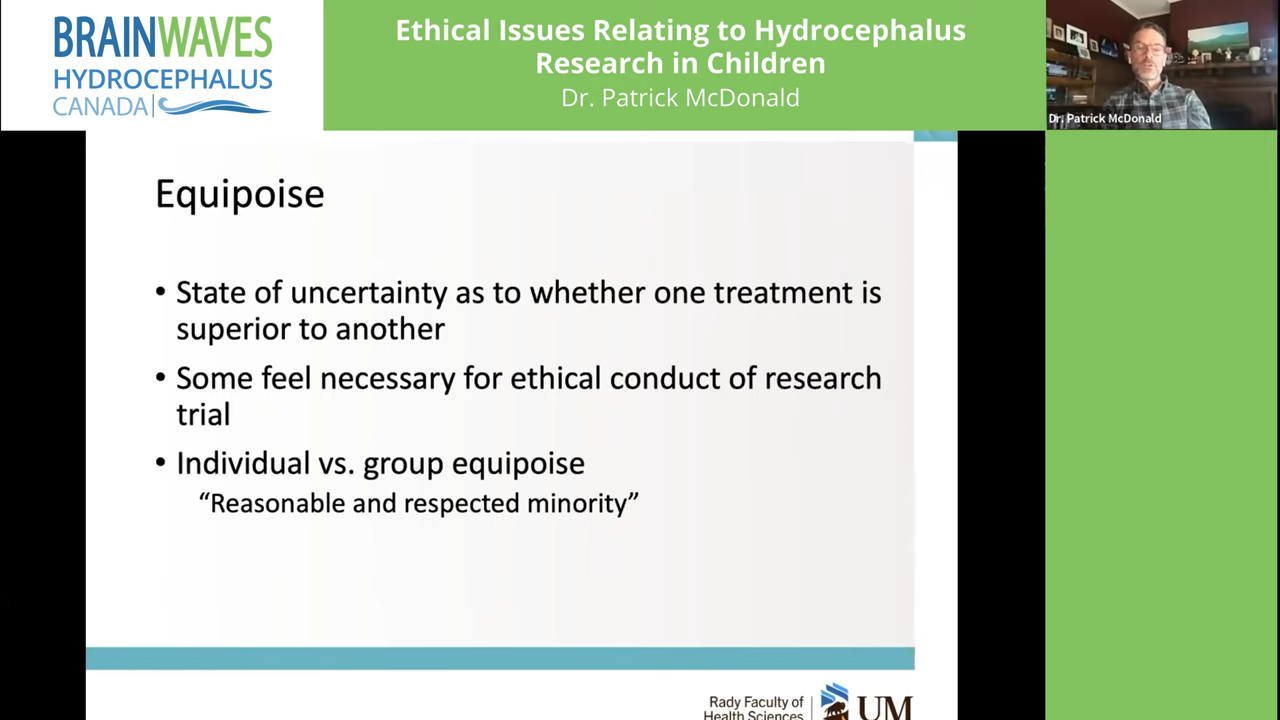 BRAINWAVES
HYDROCEPHALUS
CANADA
Ethical Issues Relating to Hydrocephalus
Research in Children
Dr. Patrick McDonald
Dr. Patrick McDonald
Equipoise
• State of uncertainty as to whether one treatment is
superior to another
• Some feel necessary for ethical conduct of research
trial
• Individual vs. group equipoise
“Reasonable and respected minority”
Rady Faculty of
Health Sciences
UM